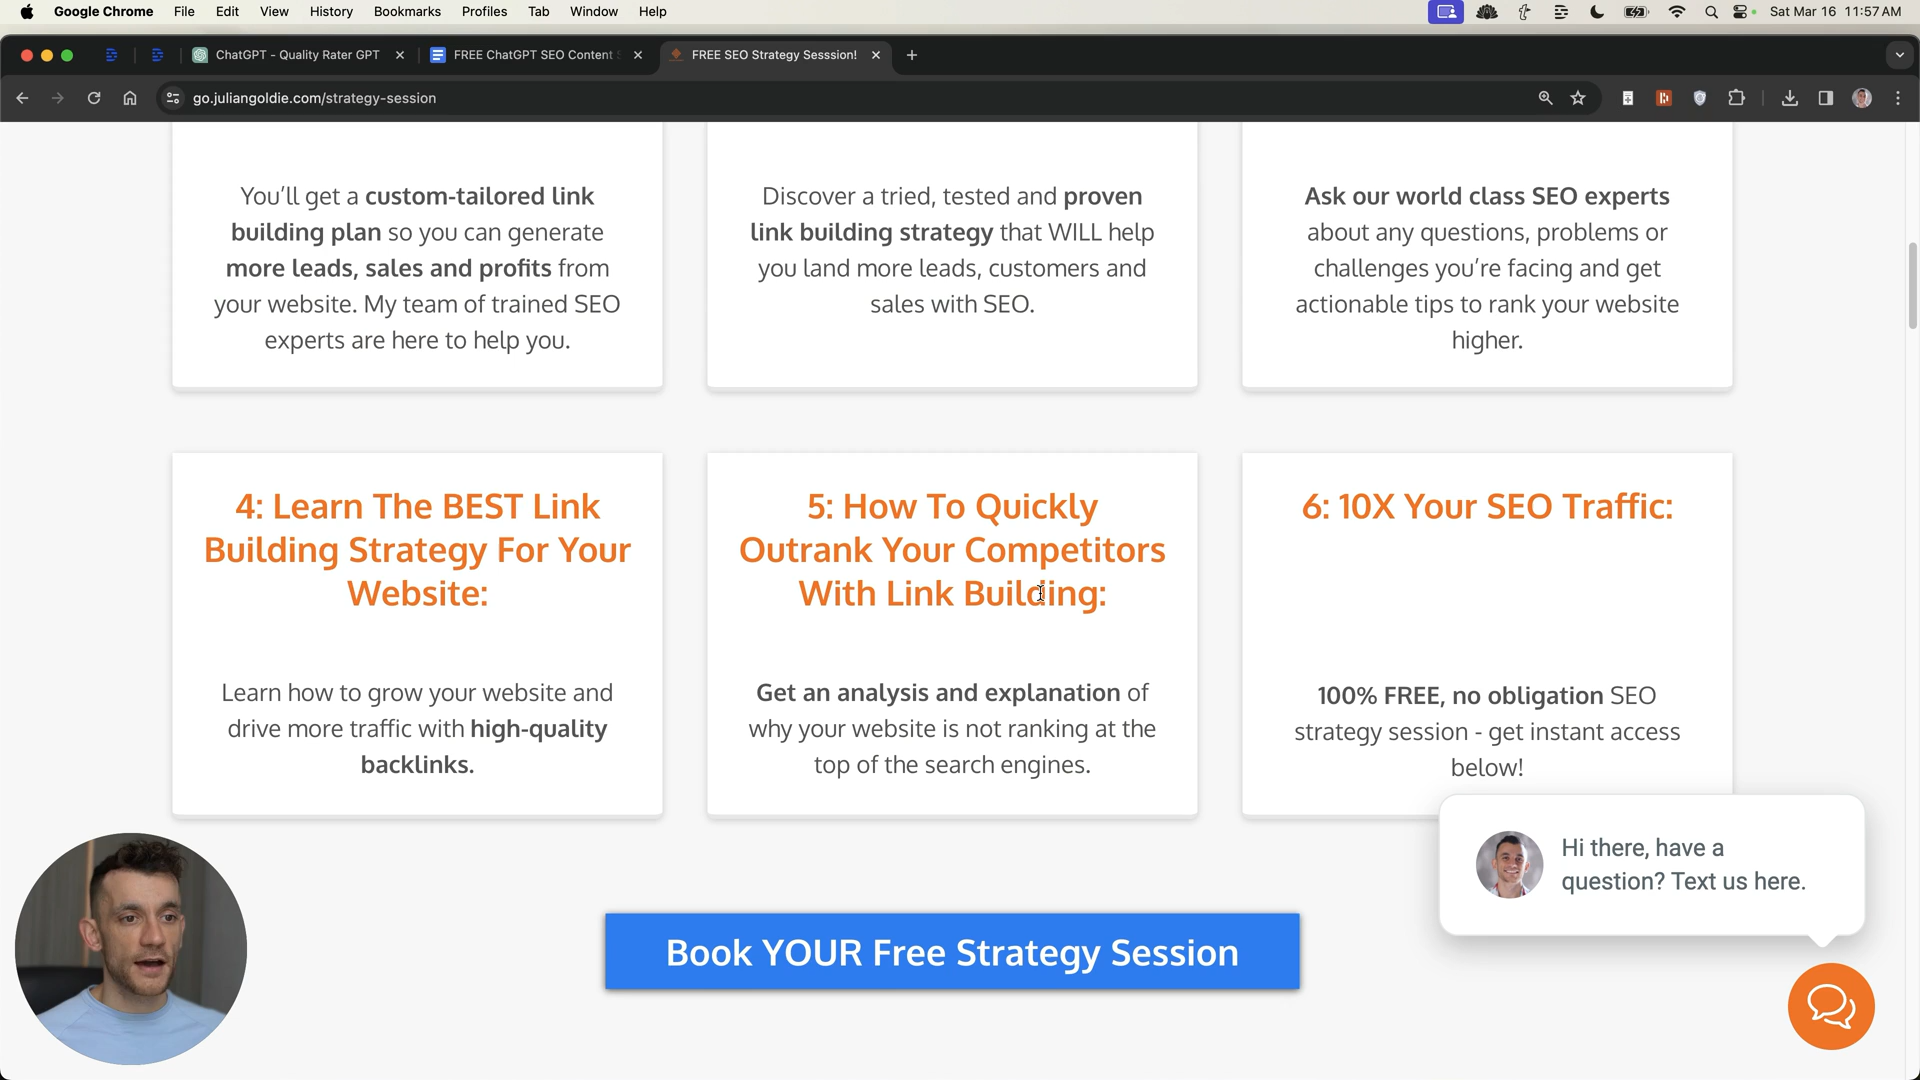 Google Chrome File Edit View History Bookmarks Profiles Tab Window Help Sat Mar 16 11:57 AM
ChatGPT - Quality Rater GPT FREE ChatGPT SEO Content FREE SEO Strategy Sesssion!
go.juliangoldie.com/strategy-session
You’ll get a custom-tailored link
building plan so you can generate
more leads, sales and profits from
your website. My team of trained SEO
experts are here to help you.
Discover a tried, tested and proven
link building strategy that WILL help
you land more leads, customers and
sales with SEO.
Ask our world class SEO experts
about any questions, problems or
challenges you’re facing and get
actionable tips to rank your website
higher.
4: Learn The BEST Link
Building Strategy For Your
Website:
Learn how to grow your website and
drive more traffic with high-quality
backlinks.
5: How To Quickly
Outrank Your Competitors
With Link Building:
Get an analysis and explanation of
why your website is not ranking at the
top of the search engines.
6: 10X Your SEO Traffic:
100% FREE, no obligation SEO
strategy session - get instant access
below!
Hi there, have a
question? Text us here.
Book YOUR Free Strategy Session